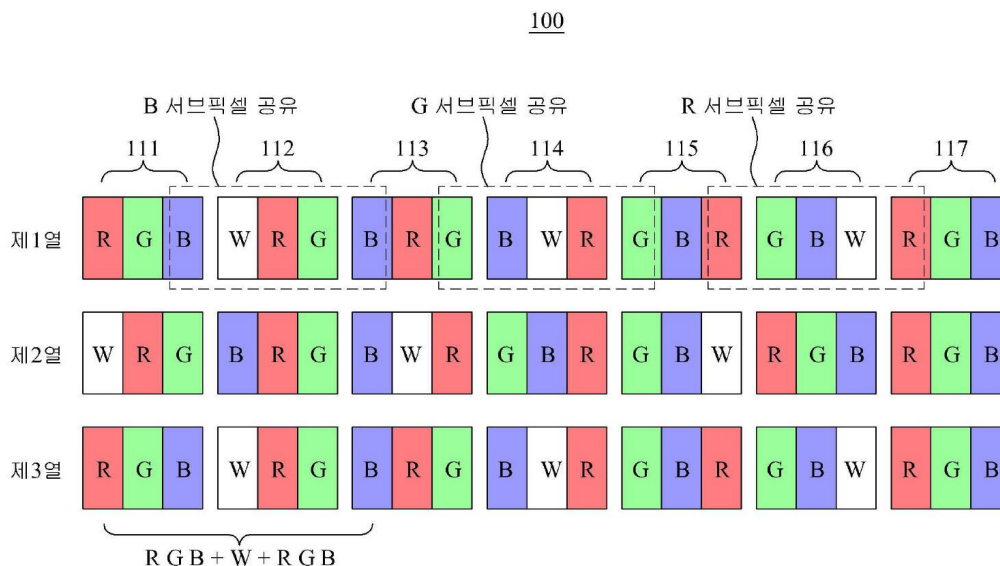 100
B 서브픽셀 공유 G 서브픽셀 공유 R 서브픽셀 공유
111 112 113 114 115 116 117
제1열 R G B W R G B R G B W R G B R G B W R G B
제2열 W R G B R G B W R G B R G B W R G B R G B
제3열 R G B W R G B R G B W R G B R G B W R G B
R G B + W + R G B